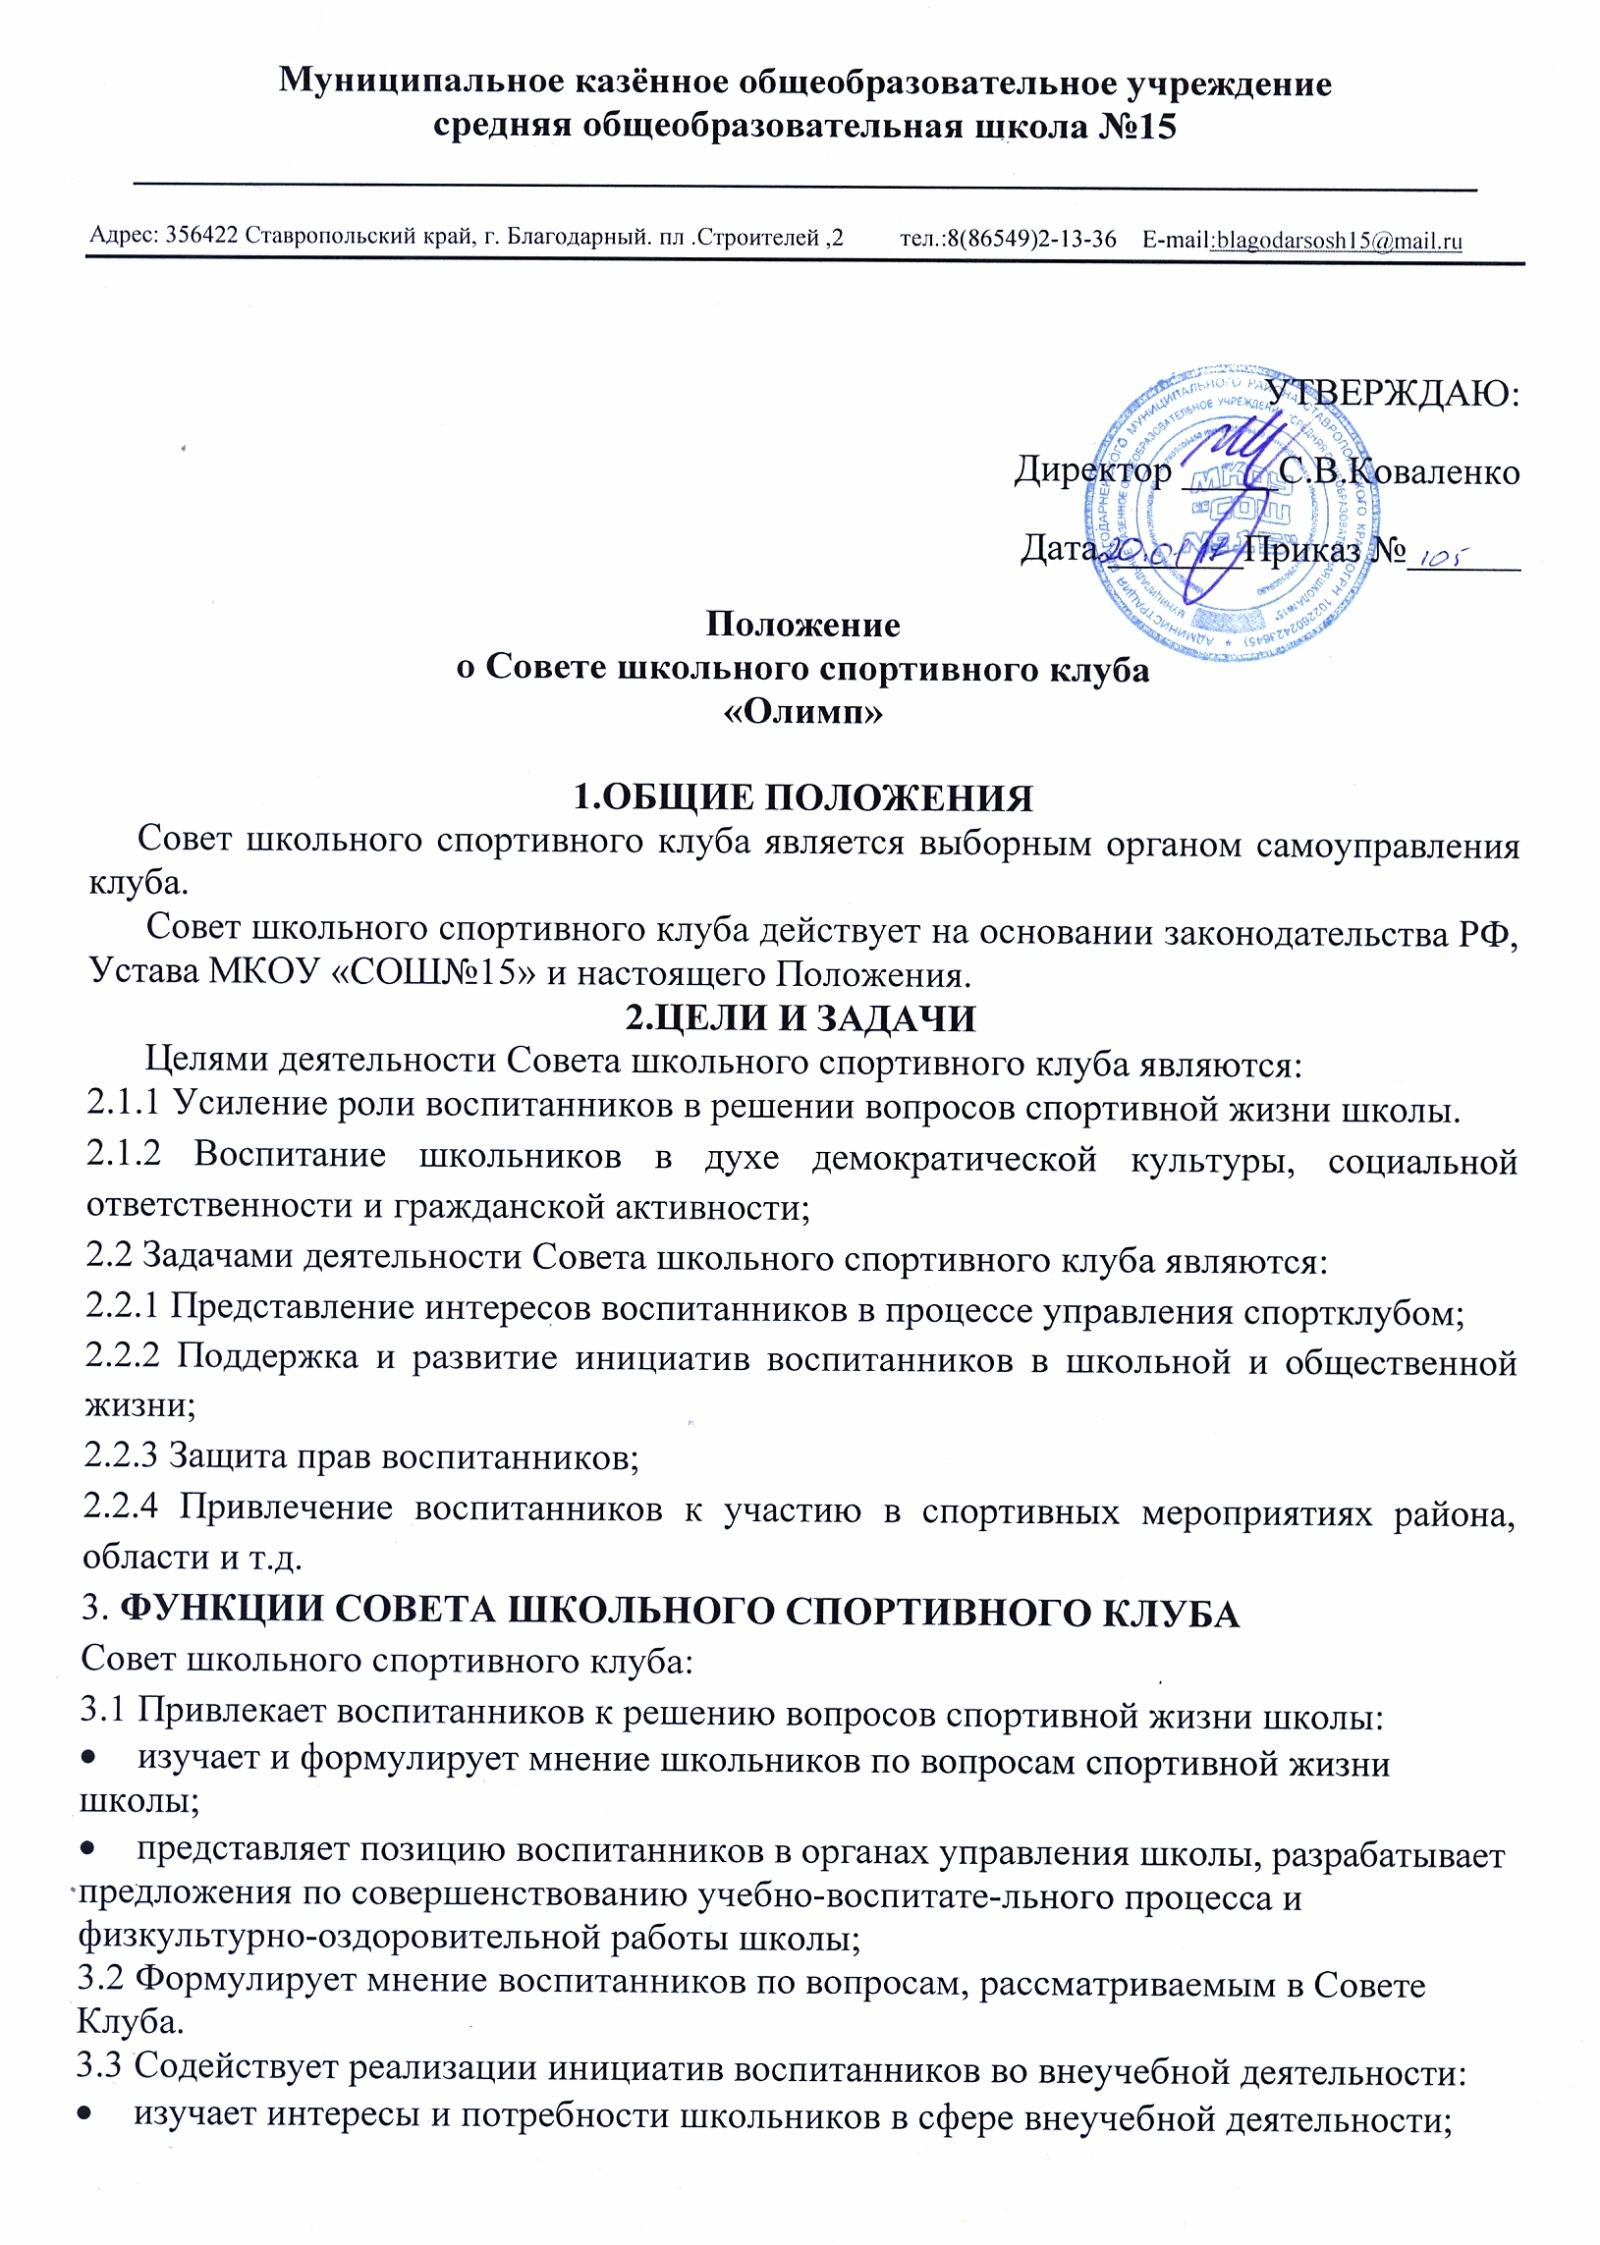 Муниципальное казённое общеобразовательное учреждение
средняя общеобразовательная школа №15
Адрес: 356422 Ставропольский край, г. Благодарный. пл .Строителей ,2 тел.:8(86549)2-13-36 E-mail:blagodarsosh15@mail.ru
УТВЕРЖДАЮ:
Директор _____С.В.Коваленко
Дата 20.01.17 Приказ № 105
МКОУ
"СОШ
№15"
Положение
о Совете школьного спортивного клуба
«Олимп»
1.ОБЩИЕ ПОЛОЖЕНИЯ
Совет школьного спортивного клуба является выборным органом самоуправления
клуба.
Совет школьного спортивного клуба действует на основании законодательства РФ,
Устава МКОУ «СОШ№15» и настоящего Положения.
2.ЦЕЛИ И ЗАДАЧИ
Целями деятельности Совета школьного спортивного клуба являются:
2.1.1 Усиление роли воспитанников в решении вопросов спортивной жизни школы.
2.1.2 Воспитание школьников в духе демократической культуры, социальной
ответственности и гражданской активности;
2.2 Задачами деятельности Совета школьного спортивного клуба являются:
2.2.1 Представление интересов воспитанников в процессе управления спортклубом;
2.2.2 Поддержка и развитие инициатив воспитанников в школьной и общественной
жизни;
2.2.3 Защита прав воспитанников;
2.2.4 Привлечение воспитанников к участию в спортивных мероприятиях района,
области и т.д.
3. ФУНКЦИИ СОВЕТА ШКОЛЬНОГО СПОРТИВНОГО КЛУБА
Совет школьного спортивного клуба:
3.1 Привлекает воспитанников к решению вопросов спортивной жизни школы:
• изучает и формулирует мнение школьников по вопросам спортивной жизни
школы;
• представляет позицию воспитанников в органах управления школы, разрабатывает
предложения по совершенствованию учебно-воспитате-льного процесса и
физкультурно-оздоровительной работы школы;
3.2 Формулирует мнение воспитанников по вопросам, рассматриваемым в Совете
Клуба.
3.3 Содействует реализации инициатив воспитанников во внеучебной деятельности:
• изучает интересы и потребности школьников в сфере внеучебной деятельности;